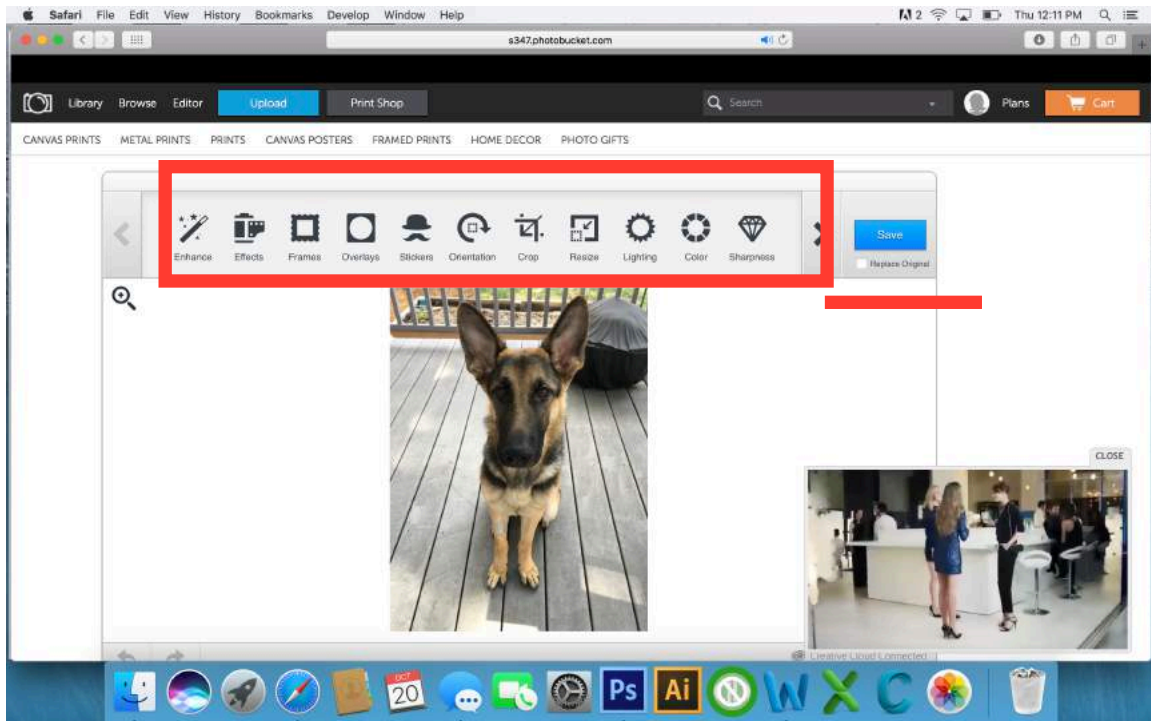 Safari File Edit View History Bookmarks Develop Window Help 2 Thu 12:11 PM
s347.photobucket.com
Library Browse Editor Upload Print Shop Search Plans Cart
CANVAS PRINTS METAL PRINTS PRINTS CANVAS POSTERS FRAMED PRINTS HOME DECOR PHOTO GIFTS
Save
Enhance Effects Frames Overlays Stickers Orientation Crop Resize Lighting Color Sharpness
Replace Original
CLOSE
Creative Cloud Connected
OCT
20
Ps Ai N W X C